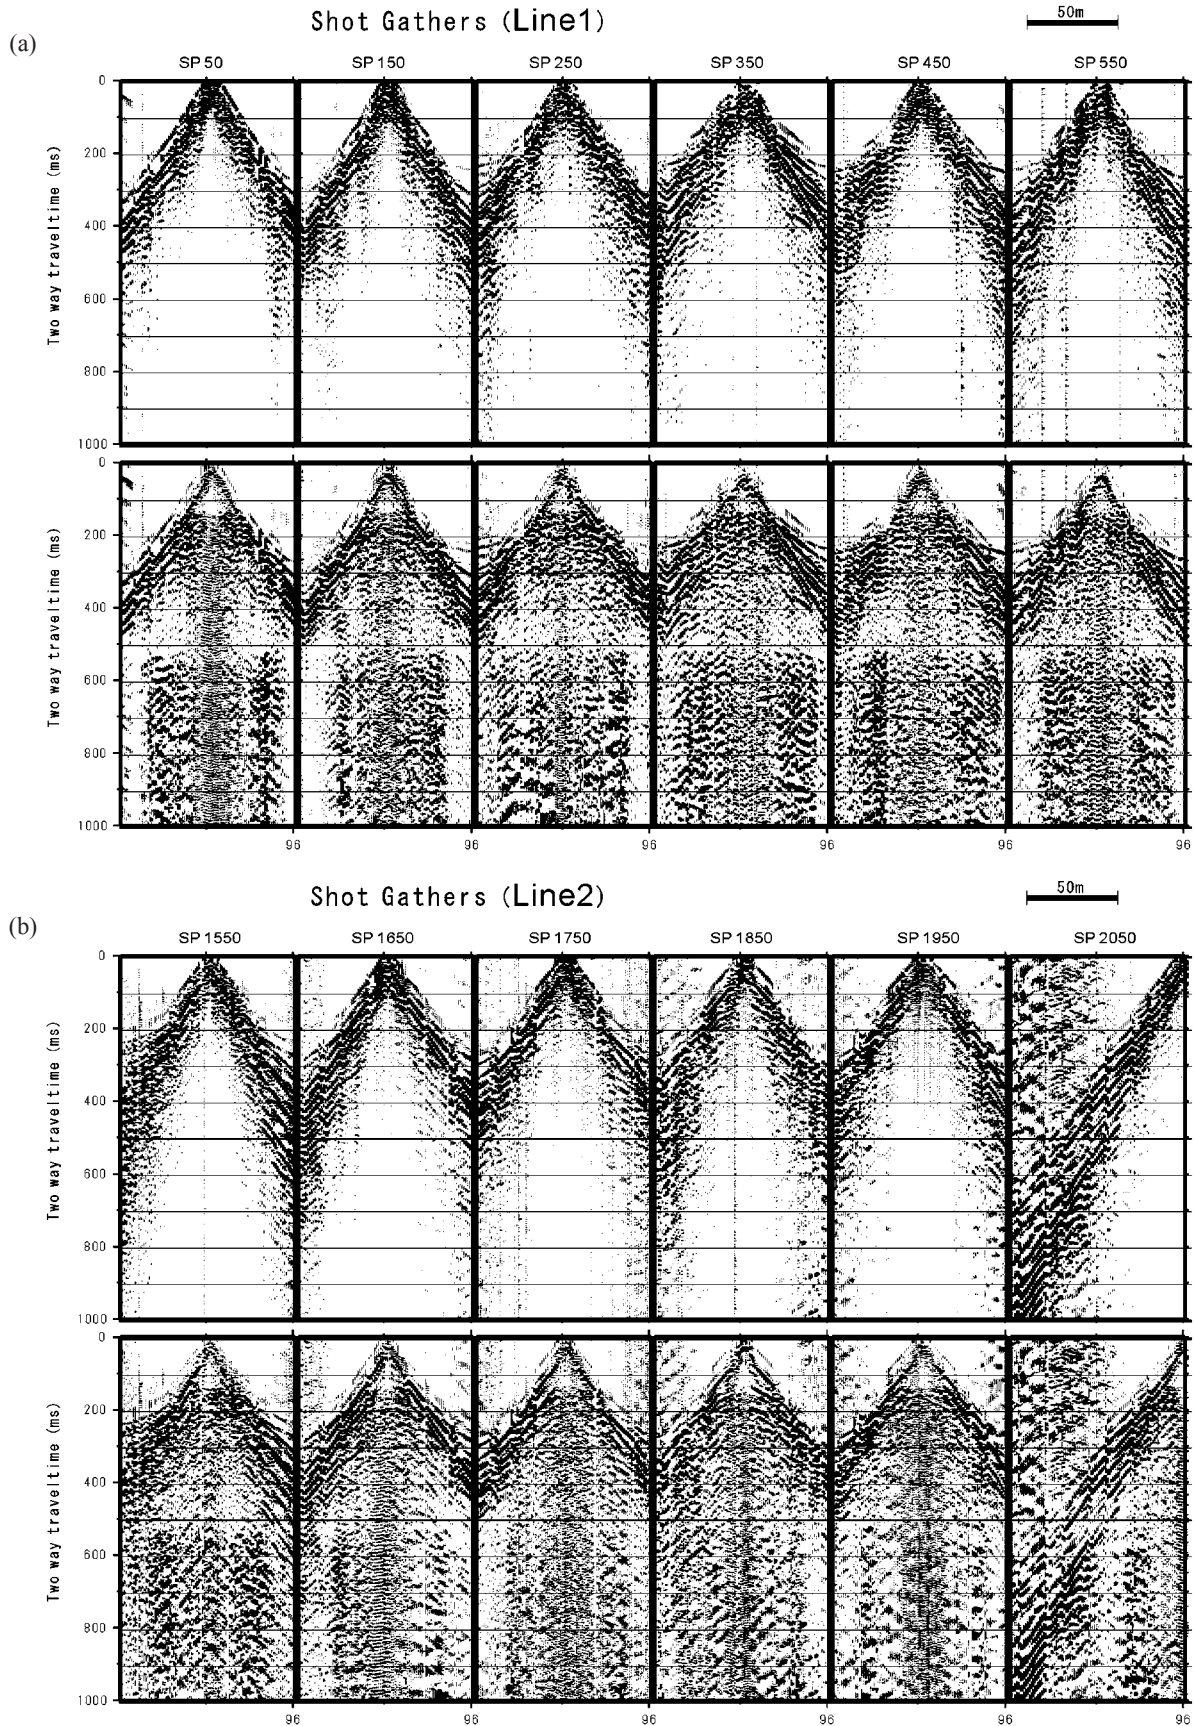 Shot Gathers (Line1)
50m
(a)
SP 50 SP 150 SP 250 SP 350 SP 450 SP 550
Two way traveltime (ms)
0
200
400
600
800
1000
Two way traveltime (ms)
0
200
400
600
800
1000
96 96 96 96 96 96
Shot Gathers (Line2)
50m
(b)
SP 1550 SP 1650 SP 1750 SP 1850 SP 1950 SP 2050
Two way traveltime (ms)
0
200
400
600
800
1000
Two way traveltime (ms)
0
200
400
600
800
1000
96 96 96 96 96 96